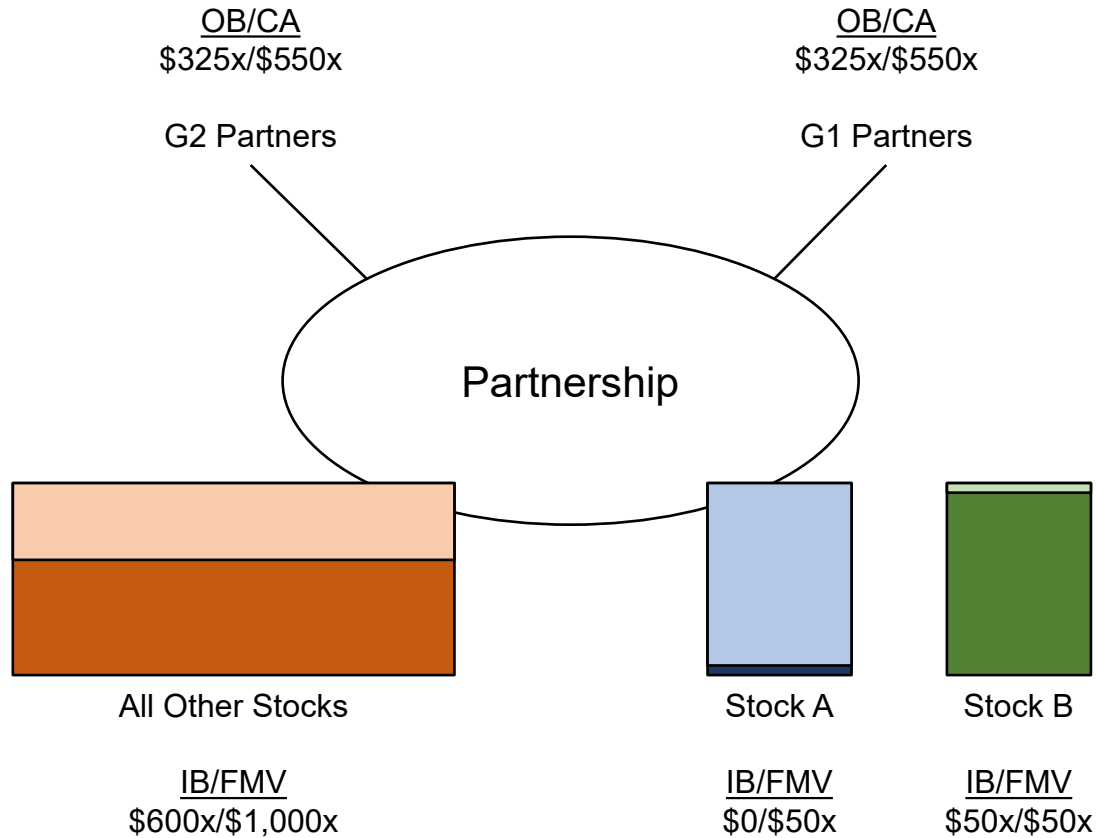 OB/CA
$325x/$550x
OB/CA
$325x/$550x
G2 Partners
G1 Partners
Partnership
All Other Stocks
Stock A
Stock B
IB/FMV
$600x/$1,000x
IB/FMV
$0/$50x
IB/FMV
$50x/$50x